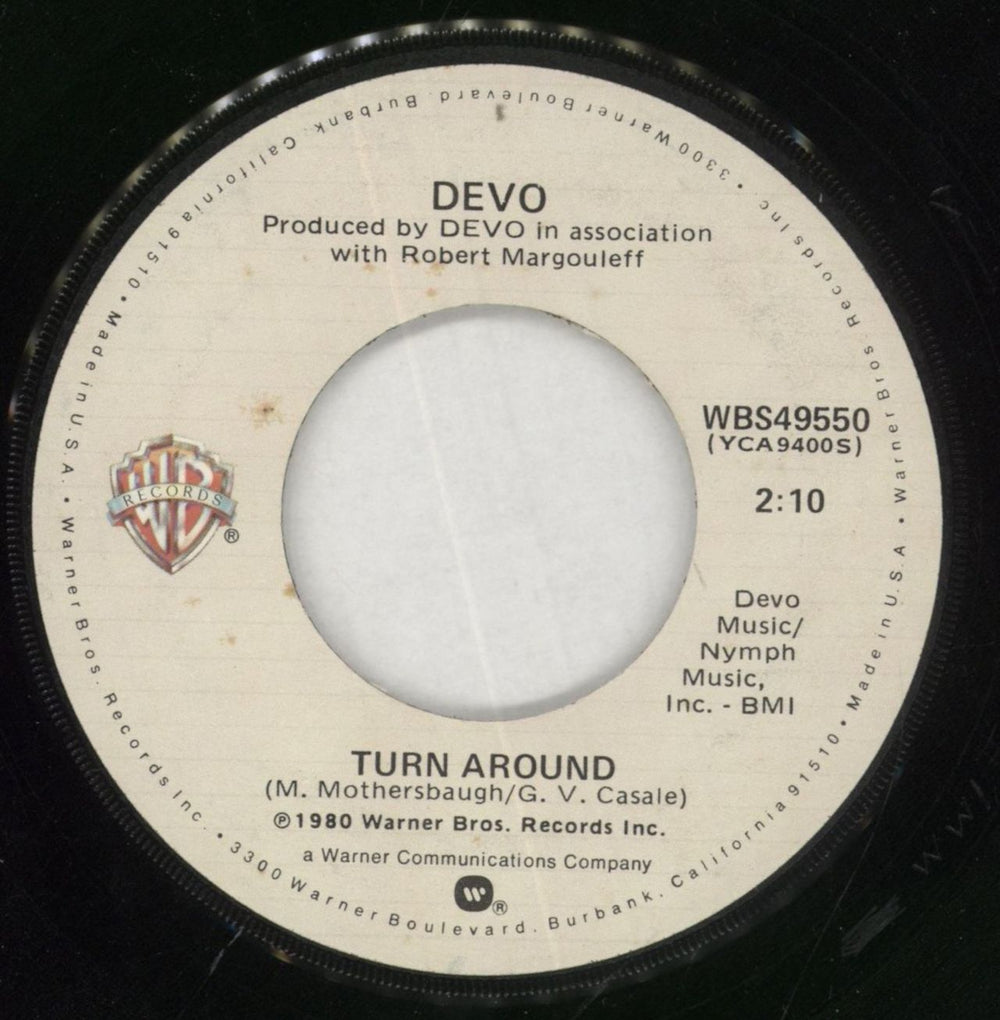 DEVO
Produced by DEVO in association
with Robert Margouleff
WBS49550
(YCA9400S)
2:10
RECORDS
®
Devo
Music/
Nymph
Music,
Inc. - BMI
TURN AROUND
(M. Mothersbaugh/G. V. Casale)
℗1980 Warner Bros. Records Inc.
a Warner Communications Company
®
Warner Bros. Records Inc. • 3300 Warner Boulevard. Burbank. California 91510 • Made in U.S.A. • Warner Bros. Records Inc. • 3300 Warner Boulevard. Burbank. California 91510 • Made in U.S.A. •